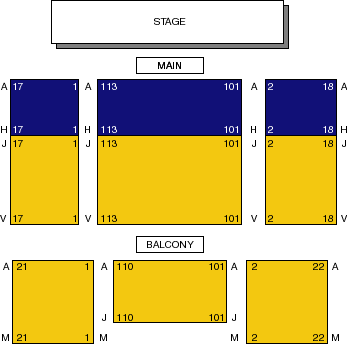 STAGE
MAIN
A 17 1 A 113 101 A 2 18 A
H 17 1 H 113 101 H 2 18 H
J 17 1 J 113 101 J 2 18 J
V 17 1 V 113 101 V 2 18 V
BALCONY
A 21 1 A 110 101 A 2 22 A
J 110 101 J
M 21 1 M M 2 22 M